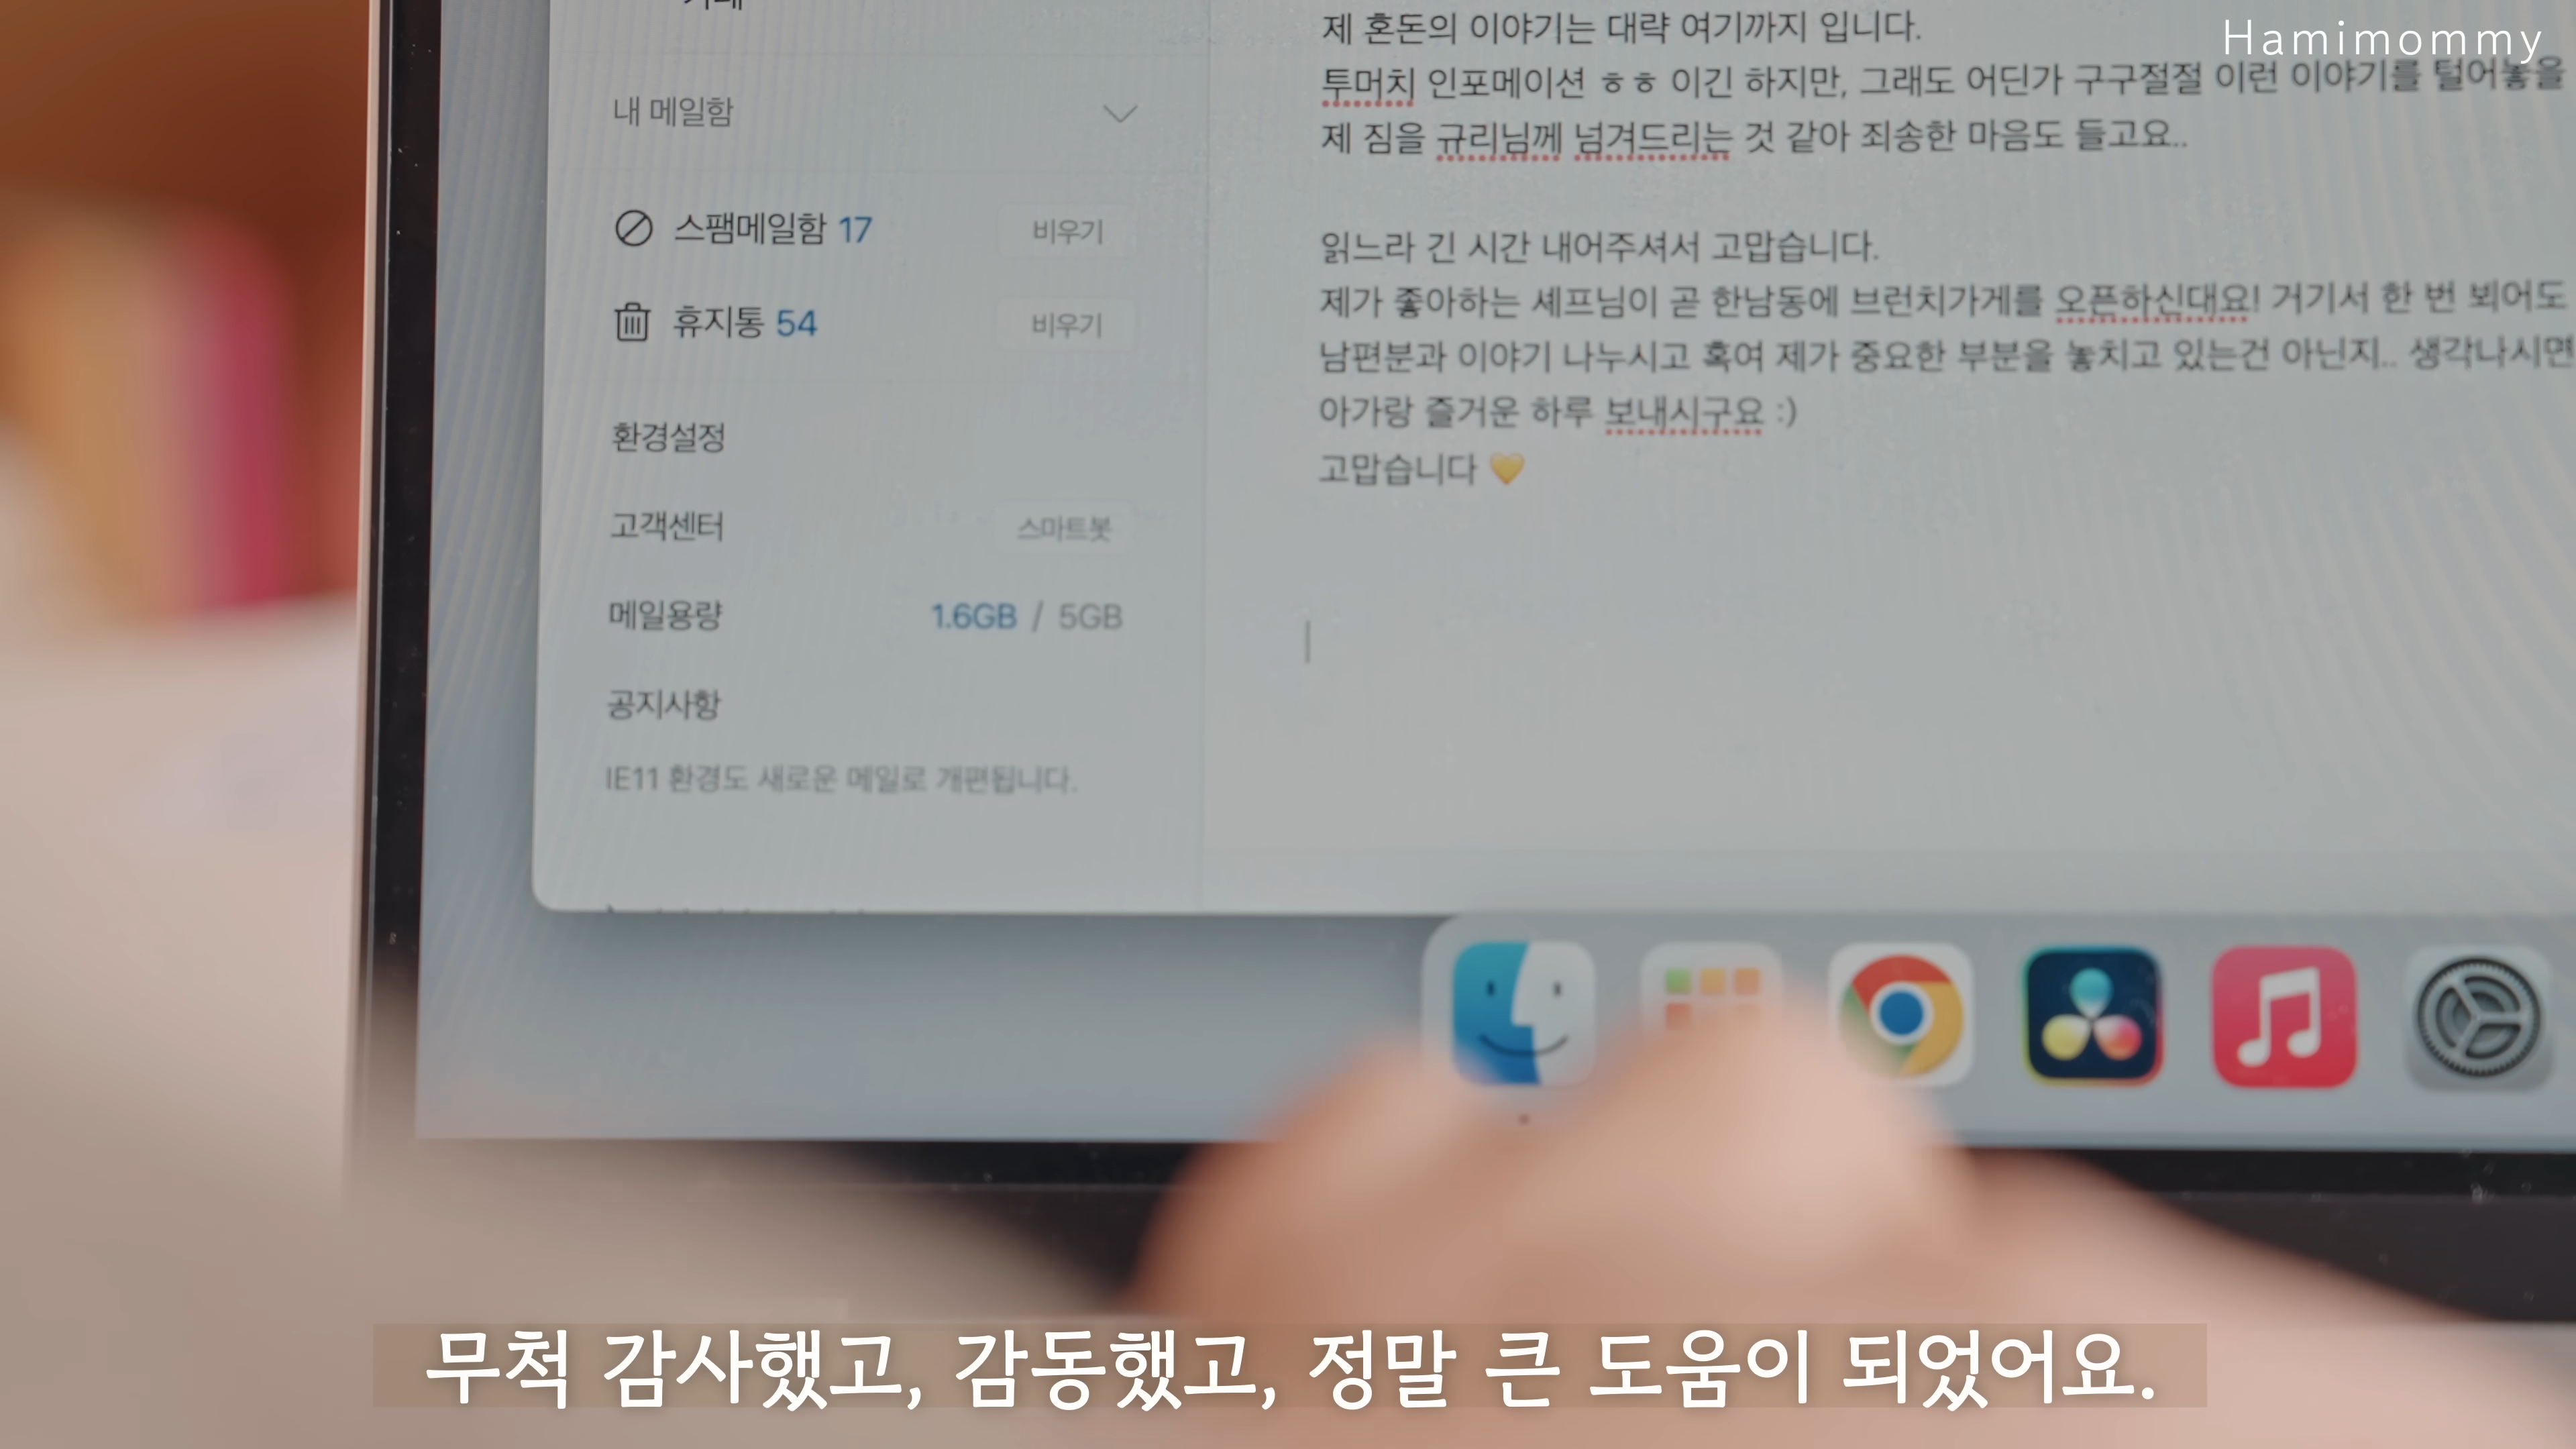 Hamimommy
내 메일함
스팸메일함 17 비우기
휴지통 54 비우기
환경설정
고객센터 스마트봇
메일용량 1.6GB / 5GB
공지사항
IE11 환경도 새로운 메일로 개편됩니다.
제 혼돈의 이야기는 대략 여기까지 입니다.
투머치 인포메이션 ㅎㅎ 이긴 하지만, 그래도 어딘가 구구절절 이런 이야기를 털어놓을
제 짐을 규리님께 넘겨드리는 것 같아 죄송한 마음도 들고요..
읽느라 긴 시간 내어주셔서 고맙습니다.
제가 좋아하는 셰프님이 곧 한남동에 브런치가게를 오픈하신대요! 거기서 한 번 뵈어도
남편분과 이야기 나누시고 혹여 제가 중요한 부분을 놓치고 있는건 아닌지.. 생각나시면
아가랑 즐거운 하루 보내시구요 :)
고맙습니다 💛
무척 감사했고, 감동했고, 정말 큰 도움이 되었어요.